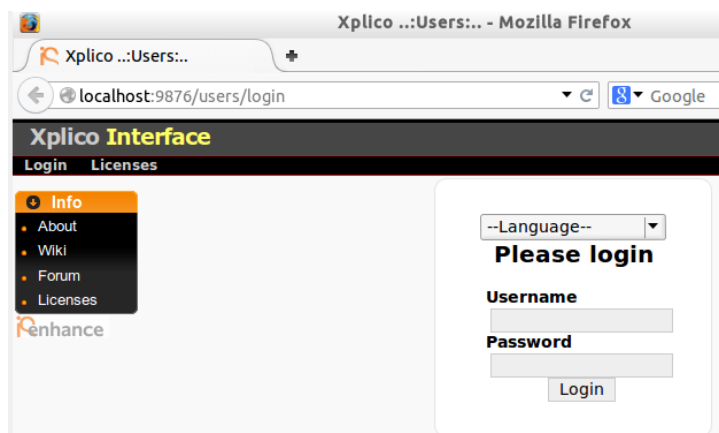 Xplico ..:Users:.. - Mozilla Firefox
Xplico ..:Users:..
localhost:9876/users/login
Google
Xplico Interface
Login Licenses
Info
About
Wiki
Forum
Licenses
enhance
--Language--
Please login
Username
Password
Login